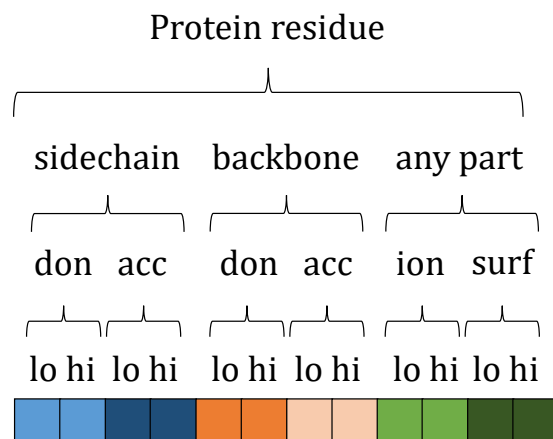 Protein residue
sidechain backbone any part
don acc don acc ion surf
lo hi lo hi lo hi lo hi lo hi lo hi